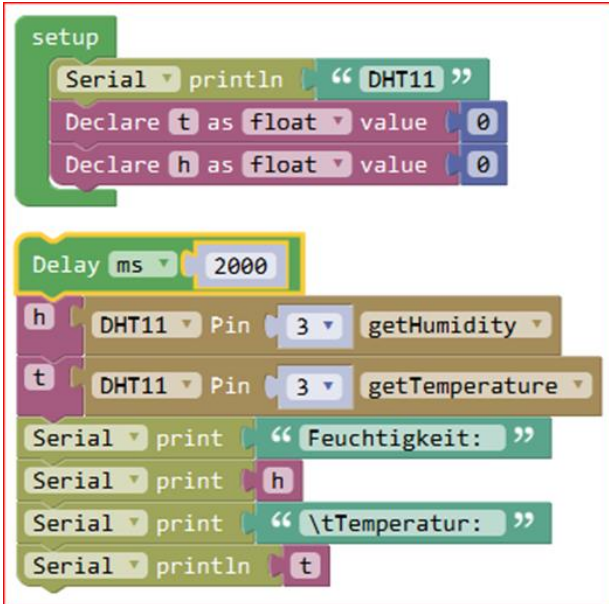 setup
Serial println “ DHT11 ”
Declare t as float value 0
Declare h as float value 0
Delay ms 2000
h DHT11 Pin 3 getHumidity
t DHT11 Pin 3 getTemperature
Serial print “ Feuchtigkeit: ”
Serial print h
Serial print “ \tTemperatur: ”
Serial println t